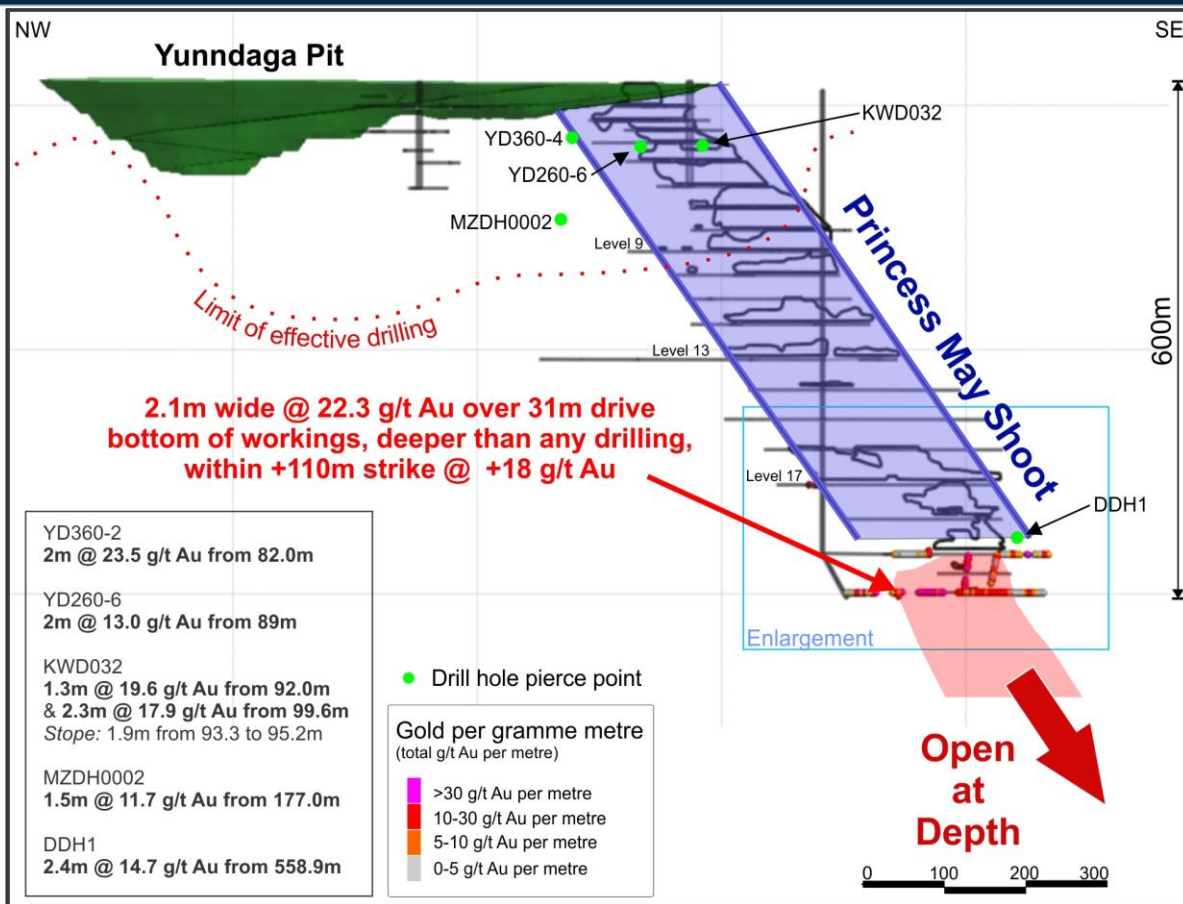 NW
SE
Yunndaga Pit
KWD032
YD360-4
YD260-6
MZDH0002
Level 9
Princess May Shoot
Limit of effective drilling
Level 13
600m
2.1m wide @ 22.3 g/t Au over 31m drive
bottom of workings, deeper than any drilling,
within +110m strike @ +18 g/t Au
Level 17
DDH1
Enlargement
YD360-2
2m @ 23.5 g/t Au from 82.0m
YD260-6
2m @ 13.0 g/t Au from 89m
KWD032
1.3m @ 19.6 g/t Au from 92.0m
& 2.3m @ 17.9 g/t Au from 99.6m
Stope: 1.9m from 93.3 to 95.2m
MZDH0002
1.5m @ 11.7 g/t Au from 177.0m
DDH1
2.4m @ 14.7 g/t Au from 558.9m
Drill hole pierce point
Gold per gramme metre
(total g/t Au per metre)
>30 g/t Au per metre
10-30 g/t Au per metre
5-10 g/t Au per metre
0-5 g/t Au per metre
Open
at
Depth
0 100 200 300